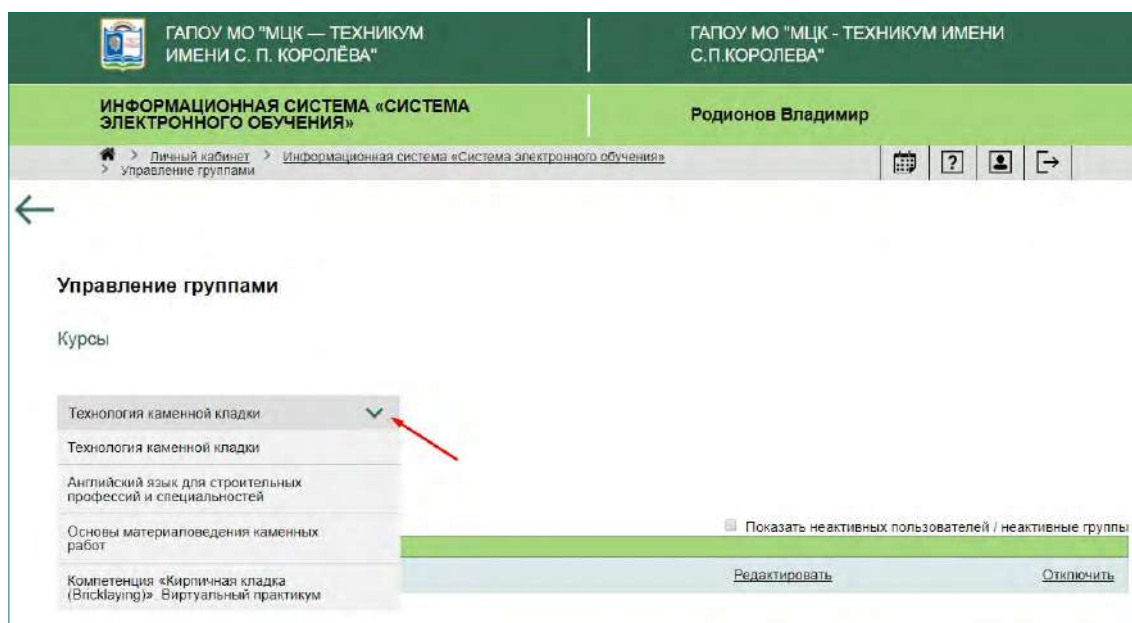 ГАПОУ МО "МЦК — ТЕХНИКУМ
ИМЕНИ С. П. КОРОЛЁВА"
ГАПОУ МО "МЦК - ТЕХНИКУМ ИМЕНИ
С.П.КОРОЛЕВА"
ИНФОРМАЦИОННАЯ СИСТЕМА «СИСТЕМА
ЭЛЕКТРОННОГО ОБУЧЕНИЯ»
Родионов Владимир
> Личный кабинет > Информационная система «Система электронного обучения»
> Управление группами
Управление группами
Курсы
Технология каменной кладки
Технология каменной кладки
Английский язык для строительных
профессий и специальностей
Основы материаловедения каменных
работ
Компетенция «Кирпичная кладка
(Bricklaying)» Виртуальный практикум
Показать неактивных пользователей / неактивные группы
Редактировать
Отключить